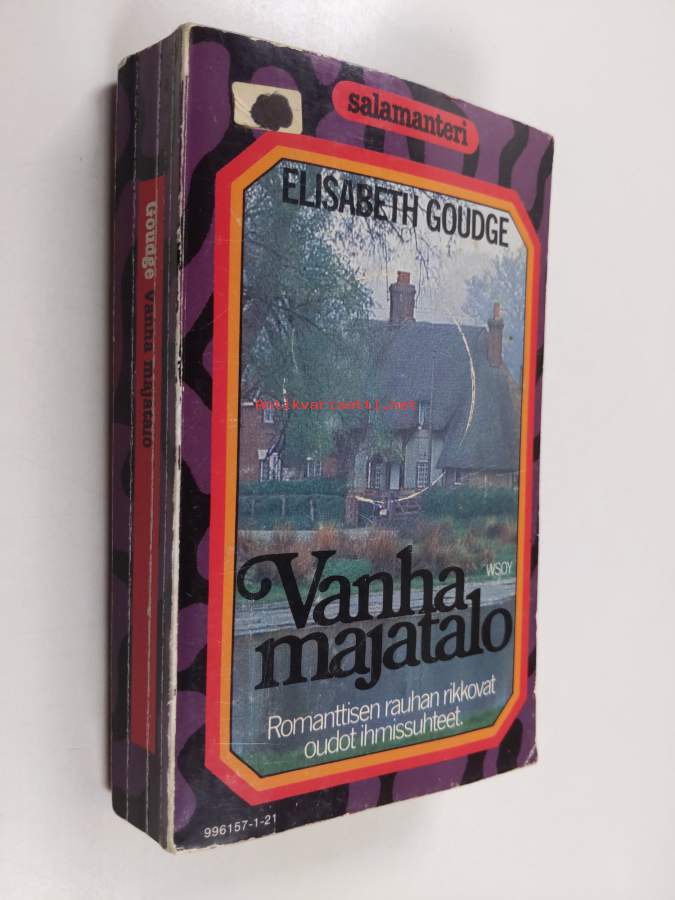 salamanteri
ELISABETH GOUDGE
Antikvariaatti.net
Vanha
majatalo
WSOY
Romanttisen rauhan rikkovat
oudot ihmissuhteet.
996157-1-21
Goudge Vanha majatalo